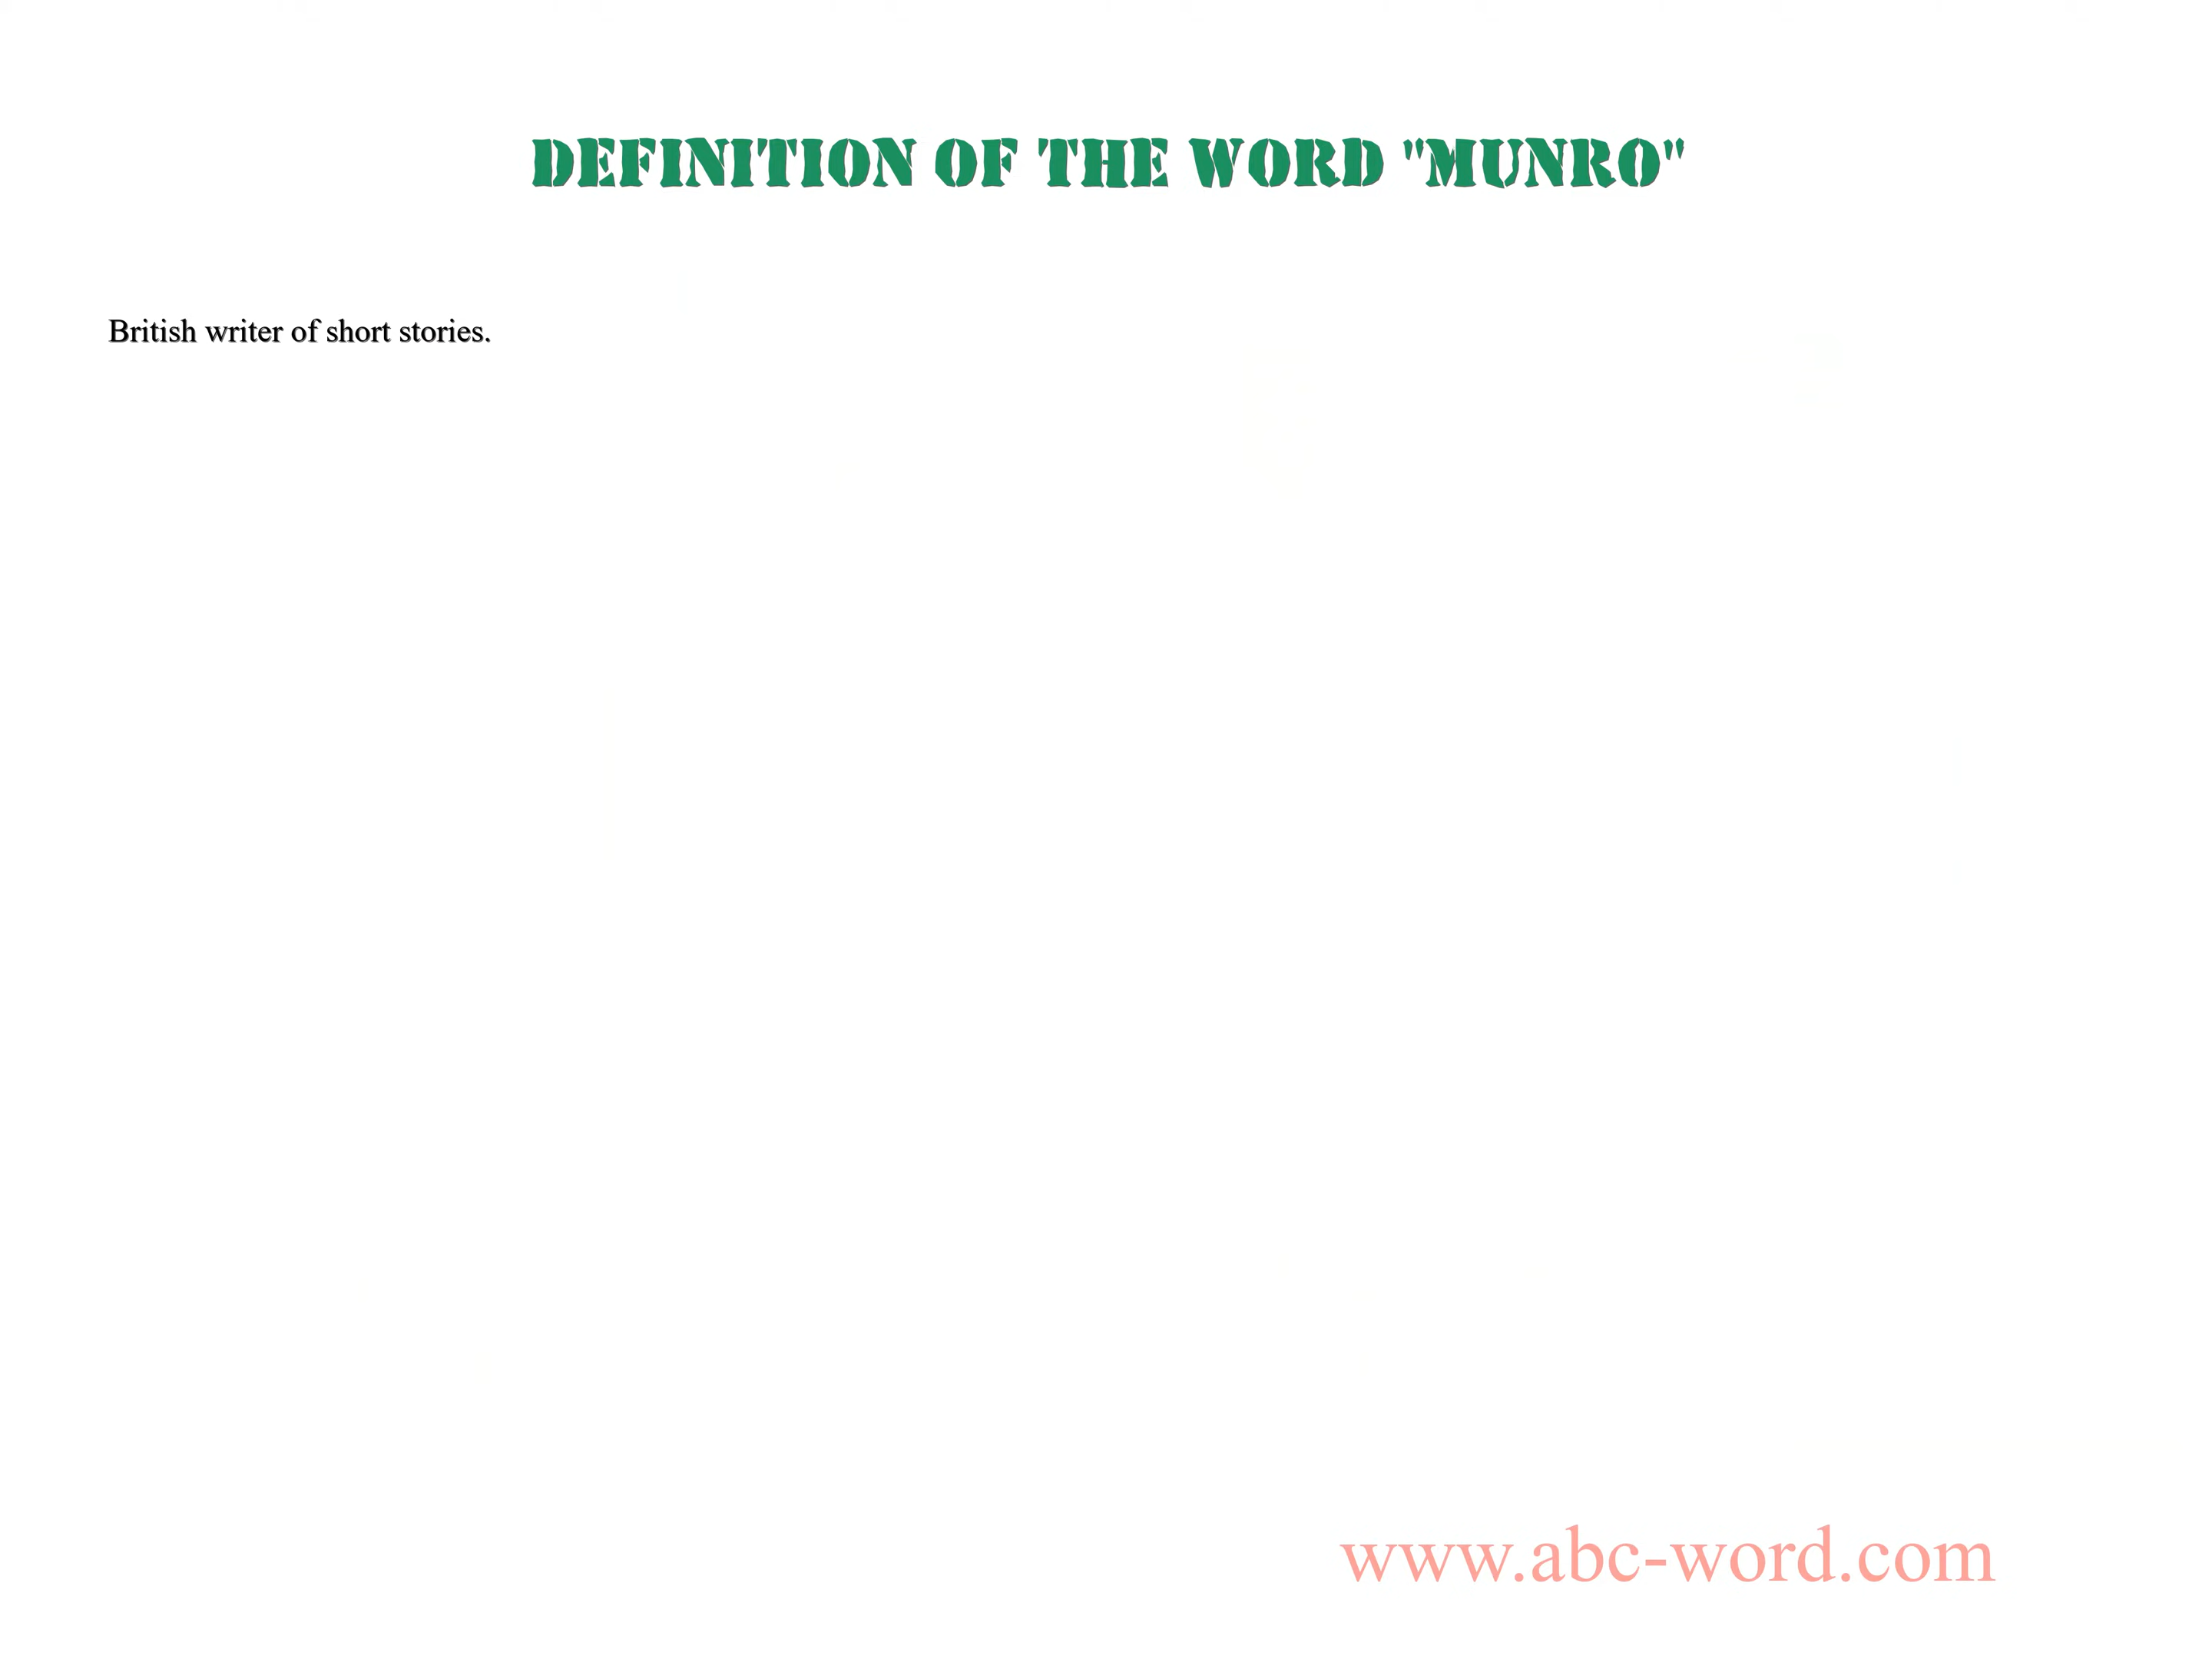 DEFINITION OF THE WORD "MUNRO"
British writer of short stories.
www.abc-word.com